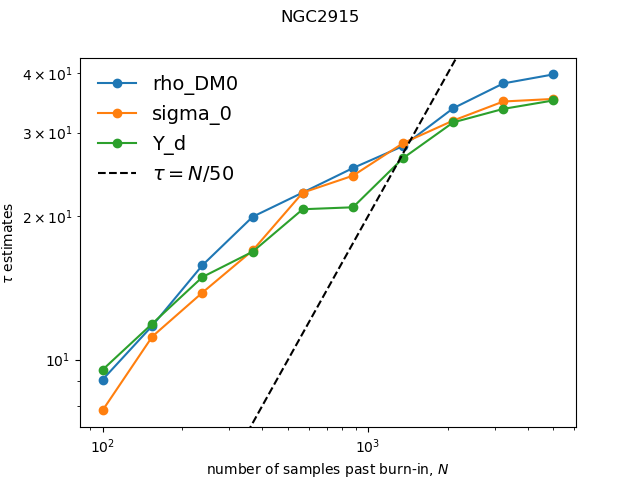 NGC2915
τ estimates
4 × 10¹
3 × 10¹
2 × 10¹
10¹
rho_DM0
sigma_0
Y_d
τ = N/50
10² 10³
number of samples past burn-in, N